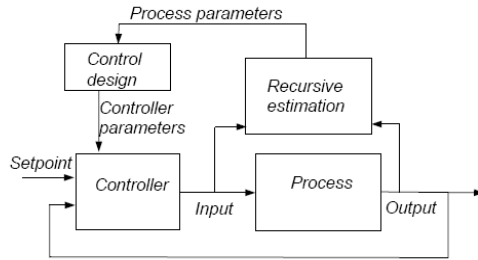 Process parameters
Control
design
Recursive
estimation
Controller
parameters
Setpoint
Controller
Process
Input
Output